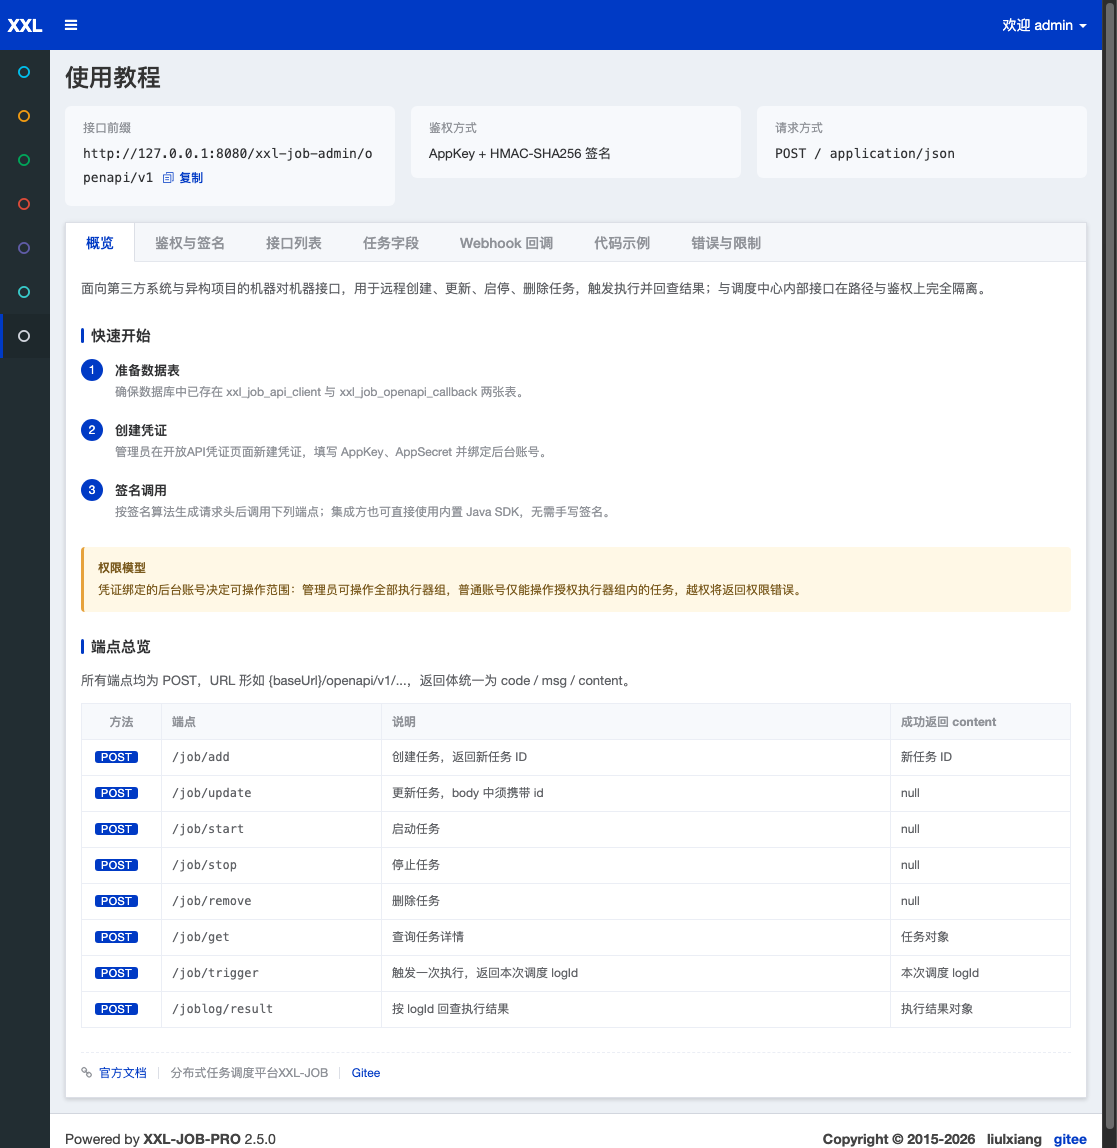 XXL
欢迎 admin
使用教程
接口前缀
http://127.0.0.1:8080/xxl-job-admin/o
penapi/v1 复制
鉴权方式
AppKey + HMAC-SHA256 签名
请求方式
POST / application/json
概览 鉴权与签名 接口列表 任务字段 Webhook 回调 代码示例 错误与限制
面向第三方系统与异构项目的机器对机器接口，用于远程创建、更新、启停、删除任务，触发执行并回查结果；与调度中心内部接口在路径与鉴权上完全隔离。
快速开始
1 准备数据表
确保数据库中已存在 xxl_job_api_client 与 xxl_job_openapi_callback 两张表。
2 创建凭证
管理员在开放API凭证页面新建凭证，填写 AppKey、AppSecret 并绑定后台账号。
3 签名调用
按签名算法生成请求头后调用下列端点；集成方也可直接使用内置 Java SDK，无需手写签名。
权限模型
凭证绑定的后台账号决定可操作范围：管理员可操作全部执行器组，普通账号仅能操作授权执行器组内的任务，越权将返回权限错误。
端点总览
所有端点均为 POST，URL 形如 {baseUrl}/openapi/v1/...，返回体统一为 code / msg / content。
方法 端点 说明 成功返回 content
POST /job/add 创建任务，返回新任务 ID 新任务 ID
POST /job/update 更新任务，body 中须携带 id null
POST /job/start 启动任务 null
POST /job/stop 停止任务 null
POST /job/remove 删除任务 null
POST /job/get 查询任务详情 任务对象
POST /job/trigger 触发一次执行，返回本次调度 logId 本次调度 logId
POST /joblog/result 按 logId 回查执行结果 执行结果对象
官方文档 分布式任务调度平台XXL-JOB Gitee
Powered by XXL-JOB-PRO 2.5.0 Copyright © 2015-2026 liulxiang gitee